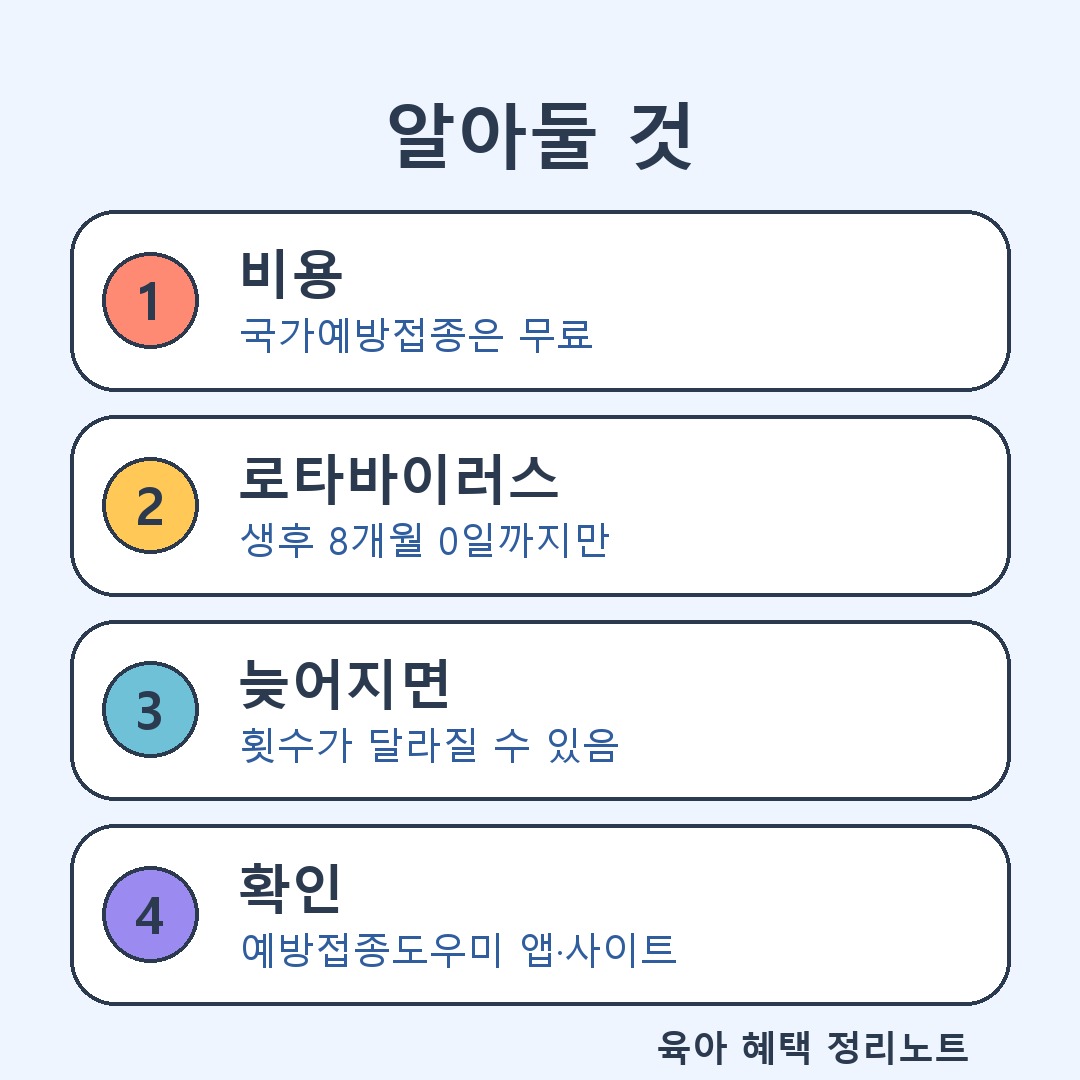 알아둘 것
1
비용
국가예방접종은 무료
2
로타바이러스
생후 8개월 0일까지만
3
늦어지면
횟수가 달라질 수 있음
4
확인
예방접종도우미 앱·사이트
육아 혜택 정리노트